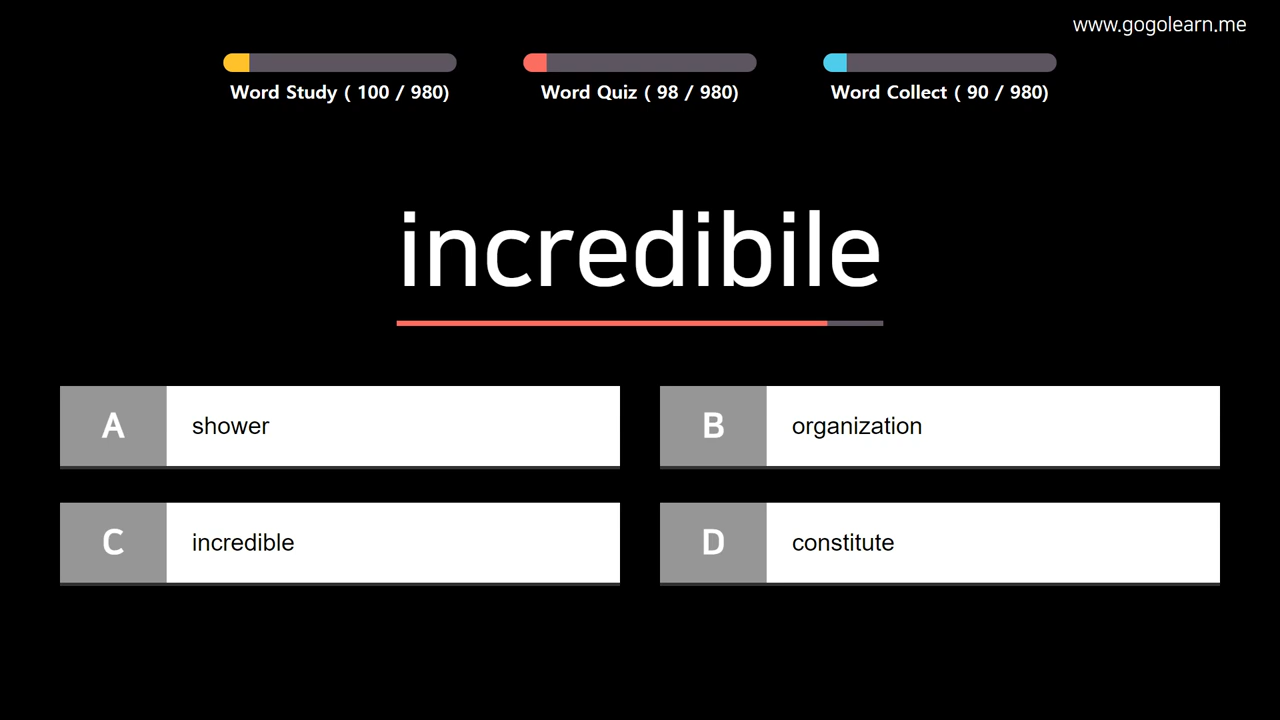 www.gogolearn.me
Word Study ( 100 / 980)
Word Quiz ( 98 / 980)
Word Collect ( 90 / 980)
incredibile
A shower
B organization
C incredible
D constitute